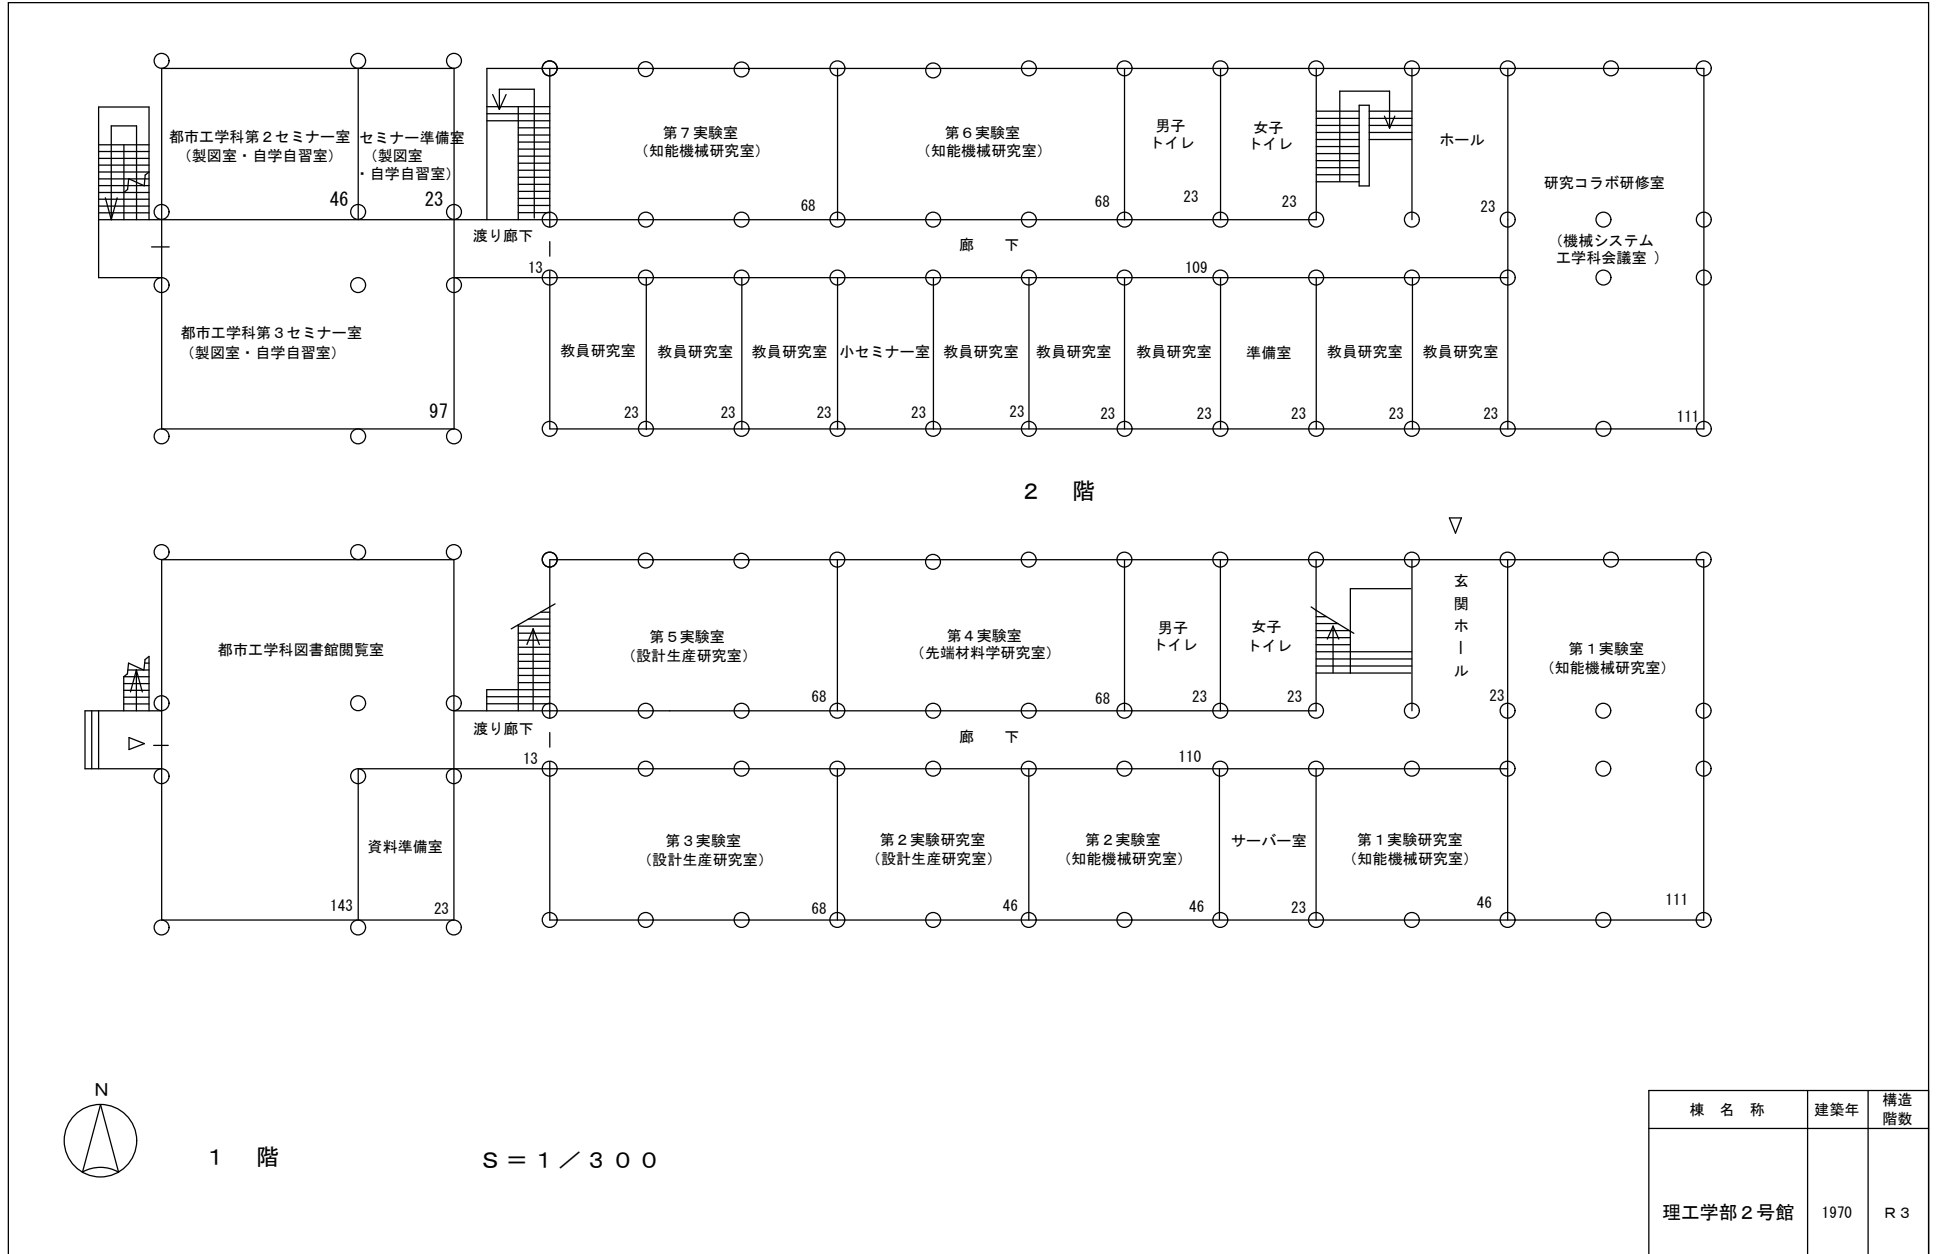 都市工学科第２セミナー室
（製図室・自学自習室）
46
セミナー準備室
（製図室
・自学自習室）
23
第７実験室
（知能機械研究室）
68
第６実験室
（知能機械研究室）
68
男子
トイレ
23
女子
トイレ
23
ホール
23
研究コラボ研修室
（機械システム
工学科会議室 ）
111
渡り廊下
13
廊　下
109
都市工学科第３セミナー室
（製図室・自学自習室）
97
教員研究室
23
教員研究室
23
教員研究室
23
小セミナー室
23
教員研究室
23
教員研究室
23
教員研究室
23
準備室
23
教員研究室
23
教員研究室
23
２　階
都市工学科図書館閲覧室
143
資料準備室
23
渡り廊下
13
第５実験室
（設計生産研究室）
68
第４実験室
（先端材料学研究室）
68
男子
トイレ
23
女子
トイレ
23
玄関ホール
23
第１実験室
（知能機械研究室）
111
廊　下
110
第３実験室
（設計生産研究室）
68
第２実験研究室
（設計生産研究室）
46
第２実験室
（知能機械研究室）
46
サーバー室
23
第１実験研究室
（知能機械研究室）
46
N
１　階
Ｓ＝１／３００
棟　名　称
建築年
構造
階数
理工学部２号館
1970
Ｒ３